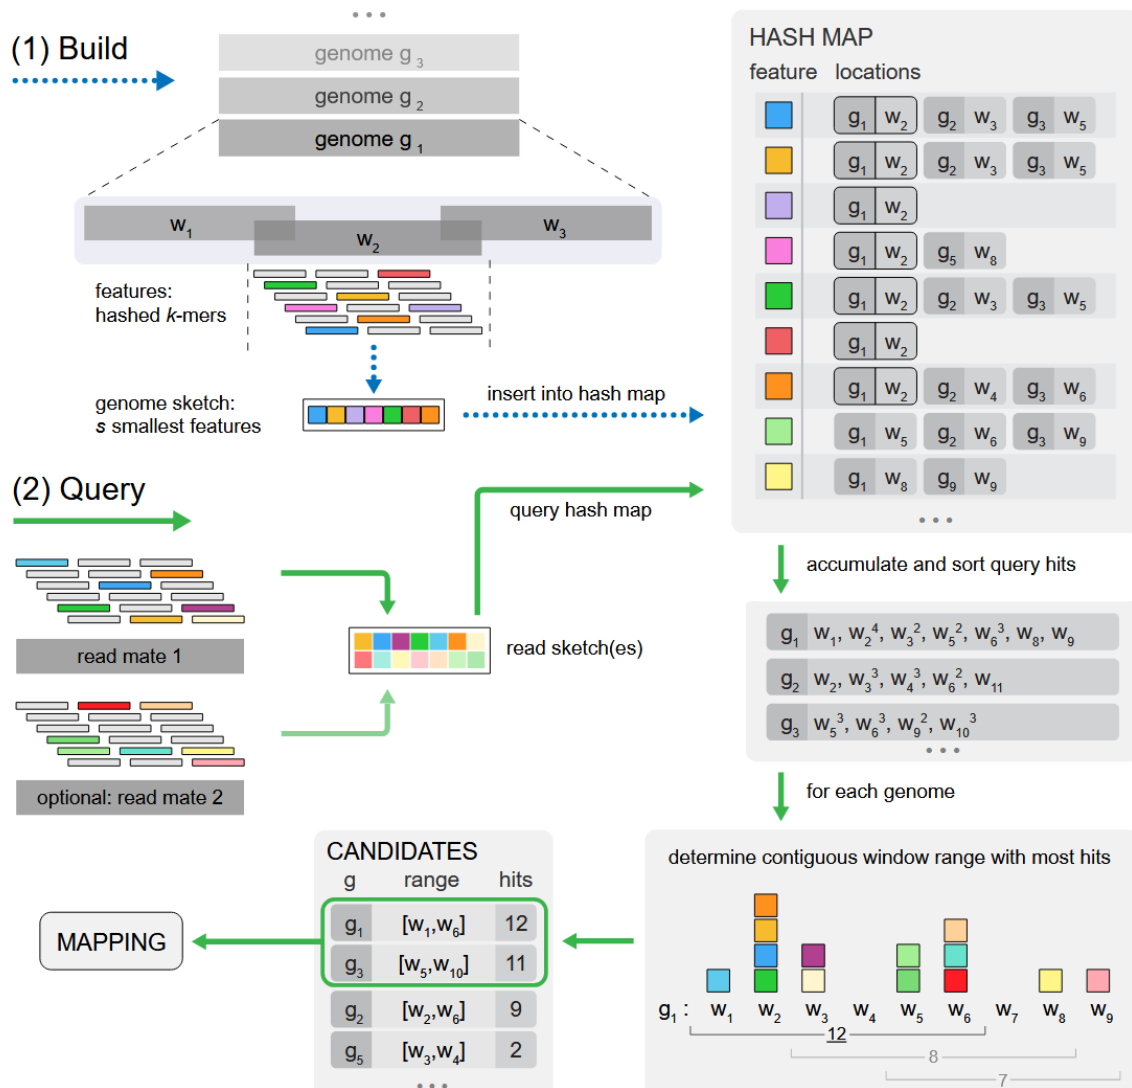 (1) Build
• • •
genome g3
genome g2
genome g1
w1
w2
w3
features:
hashed k-mers
genome sketch:
s smallest features
insert into hash map
HASH MAP
feature locations
g1 w2 g2 w3 g3 w5
g1 w2 g2 w3 g3 w5
g1 w2
g1 w2 g5 w8
g1 w2 g2 w3 g3 w5
g1 w2
g1 w2 g2 w4 g3 w6
g1 w5 g2 w6 g3 w9
g1 w8 g9 w9
• • •
(2) Query
query hash map
read mate 1
read sketch(es)
optional: read mate 2
accumulate and sort query hits
g1 w1, w2^4, w3^2, w5^2, w6^3, w8, w9
g2 w2, w3^3, w4^3, w6^2, w11
g3 w5^3, w6^3, w9^2, w10^3
• • •
for each genome
determine contiguous window range with most hits
g1 : w1 w2 w3 w4 w5 w6 w7 w8 w9
12
8
7
CANDIDATES
g range hits
g1 [w1,w6] 12
g3 [w5,w10] 11
g2 [w2,w6] 9
g5 [w3,w4] 2
• • •
MAPPING